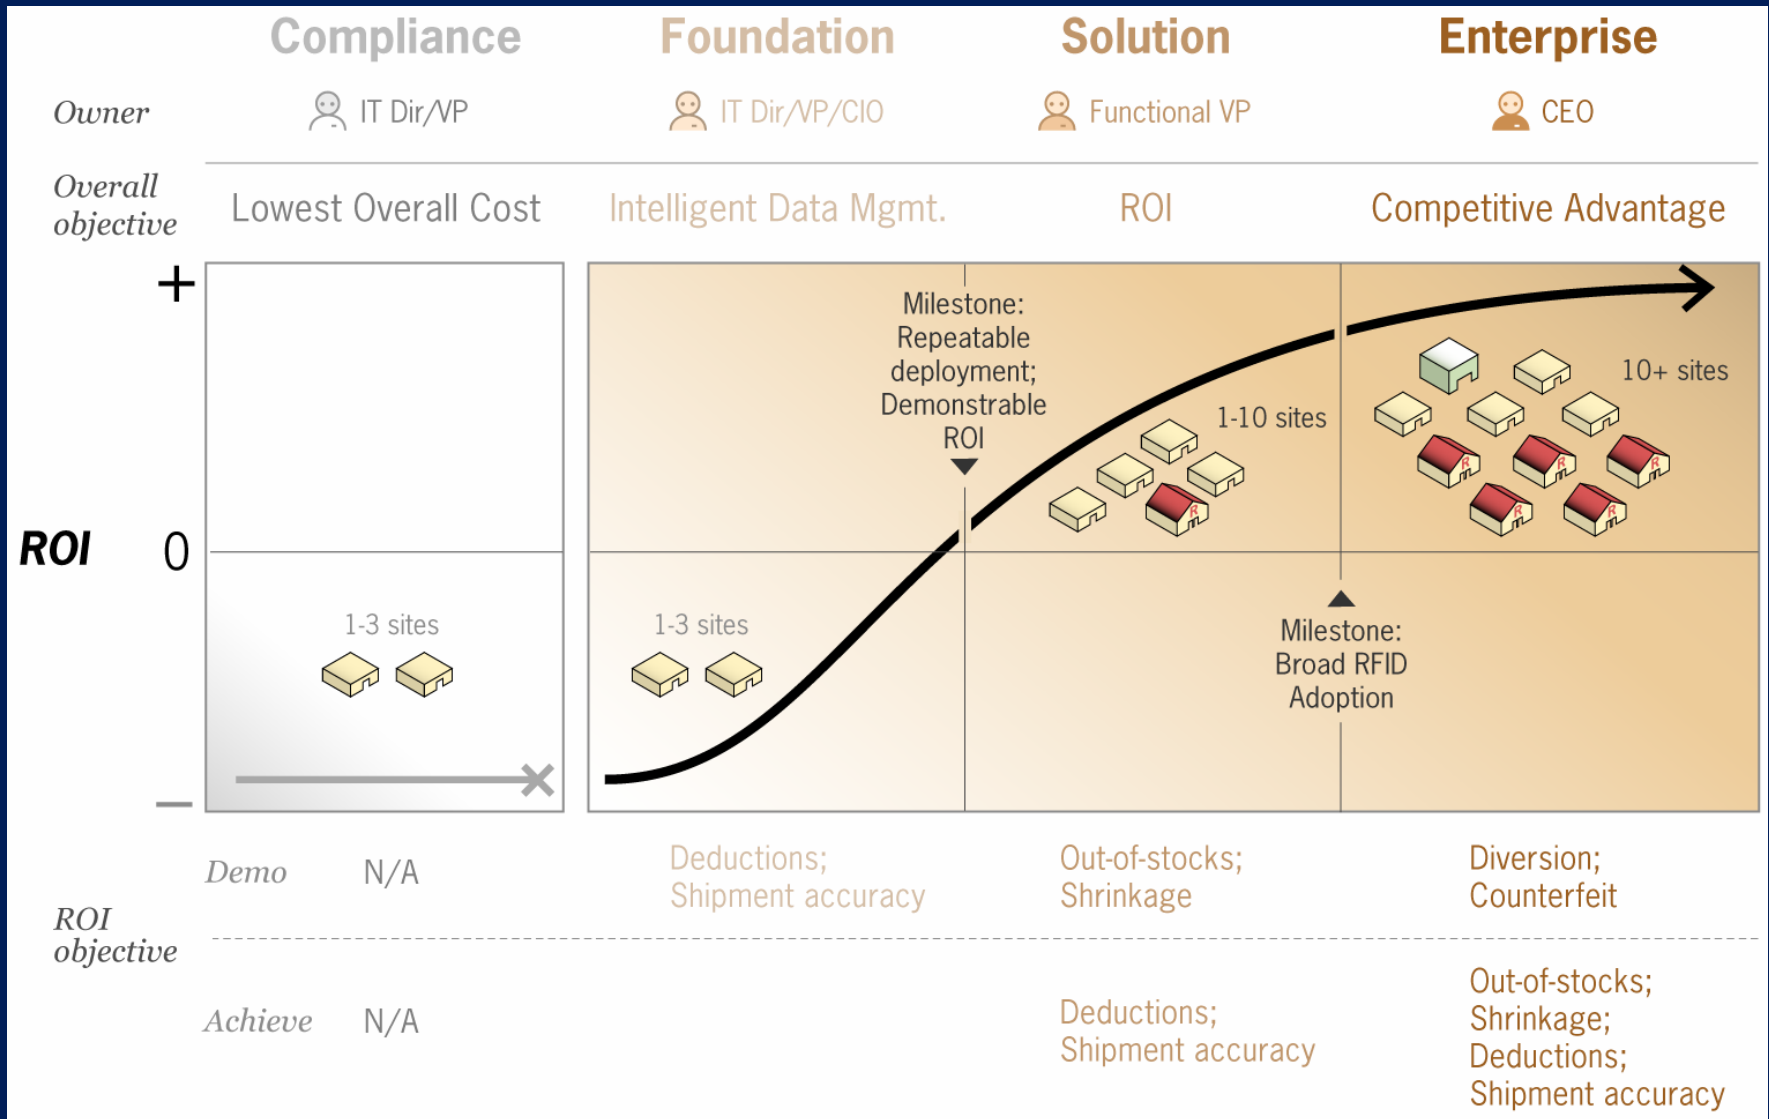 Compliance
Foundation
Solution
Enterprise
Owner
IT Dir/VP
IT Dir/VP/CIO
Functional VP
CEO
Overall
objective
Lowest Overall Cost
Intelligent Data Mgmt.
ROI
Competitive Advantage
+
ROI
0
–
1-3 sites
1-3 sites
Milestone:
Repeatable
deployment;
Demonstrable
ROI
1-10 sites
R
Milestone:
Broad RFID
Adoption
10+ sites
R
R
R
R
R
ROI
objective
Demo
N/A
Deductions;
Shipment accuracy
Out-of-stocks;
Shrinkage
Diversion;
Counterfeit
Achieve
N/A
Deductions;
Shipment accuracy
Out-of-stocks;
Shrinkage;
Deductions;
Shipment accuracy